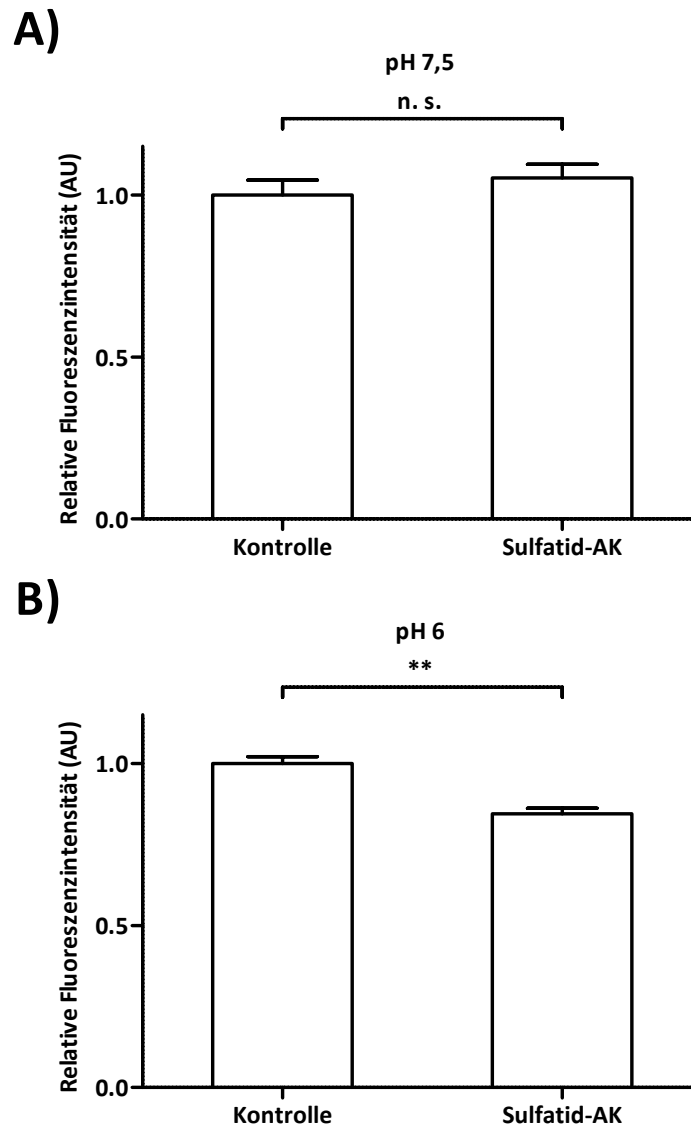 A)
pH 7,5
n. s.
Relative Fluoreszenzintensität (AU)
1.0
0.5
0.0
Kontrolle
Sulfatid-AK
B)
pH 6
**
Relative Fluoreszenzintensität (AU)
1.0
0.5
0.0
Kontrolle
Sulfatid-AK